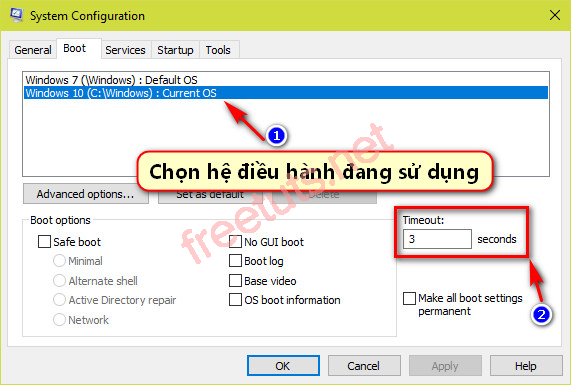 System Configuration
General Boot Services Startup Tools
Windows 7 (\Windows) : Default OS
Windows 10 (C:\Windows) : Current OS
1
Chọn hệ điều hành đang sử dụng
Advanced options... Set as default Delete
freetuts.net
Boot options
Timeout:
Safe boot No GUI boot
3 seconds
Minimal Boot log
Alternate shell Base video
Active Directory repair OS boot information
Network
Make all boot settings
permanent
2
OK Cancel Apply Help